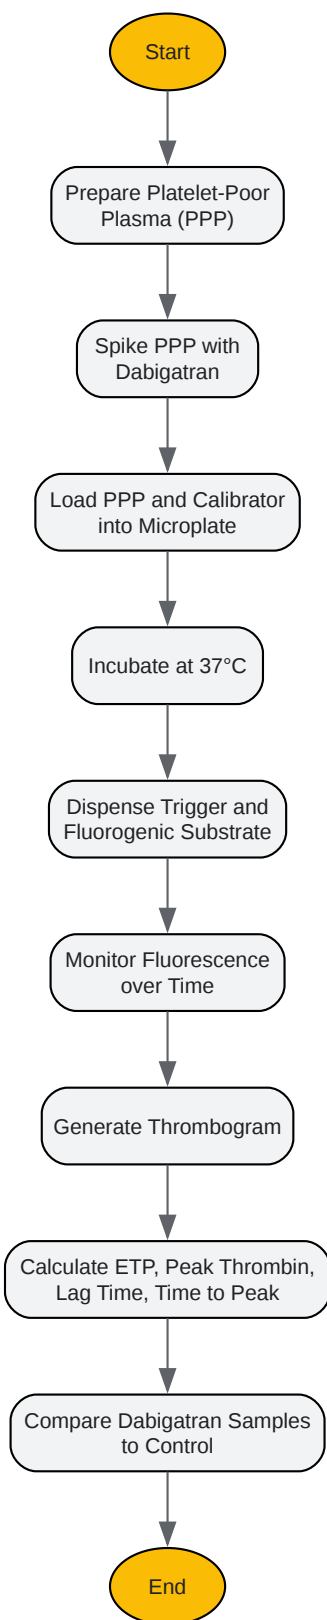 Start
Prepare Platelet-Poor
Plasma (PPP)
Spike PPP with
Dabigatran
Load PPP and Calibrator
into Microplate
Incubate at 37°C
Dispense Trigger and
Fluorogenic Substrate
Monitor Fluorescence
over Time
Generate Thrombogram
Calculate ETP, Peak Thrombin,
Lag Time, Time to Peak
Compare Dabigatran Samples
to Control
End